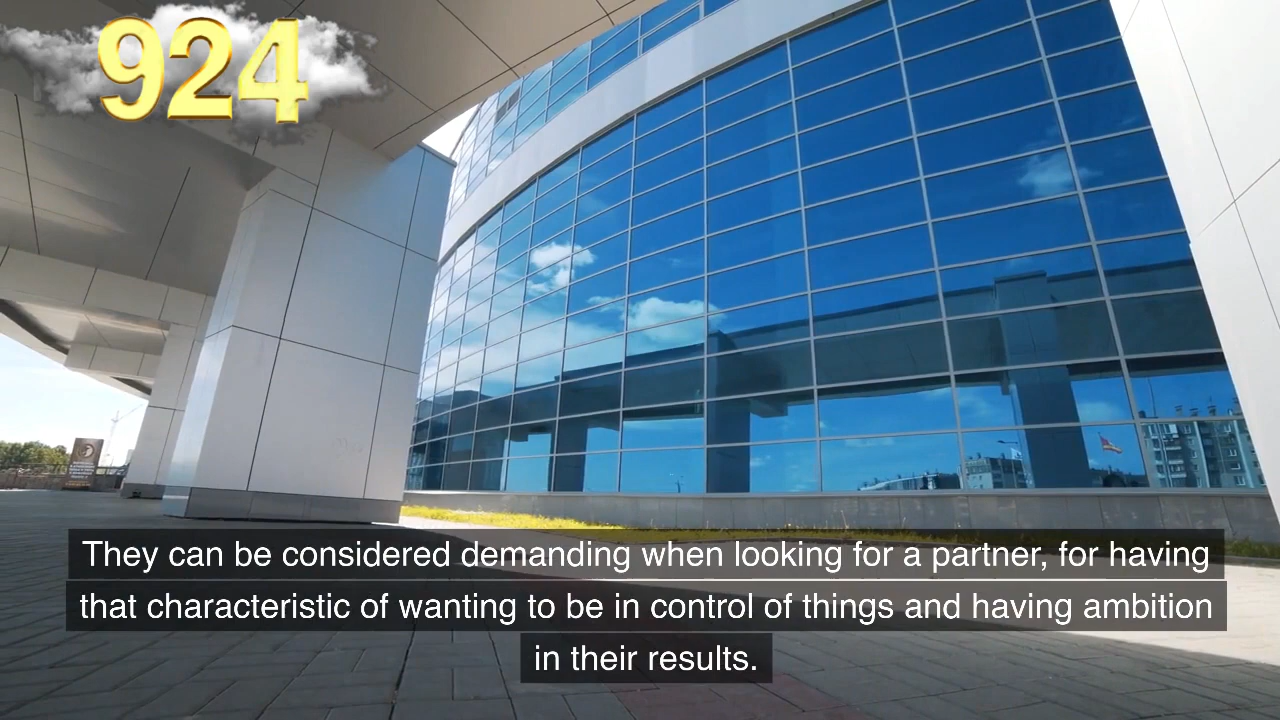 924
They can be considered demanding when looking for a partner, for having
that characteristic of wanting to be in control of things and having ambition
in their results.